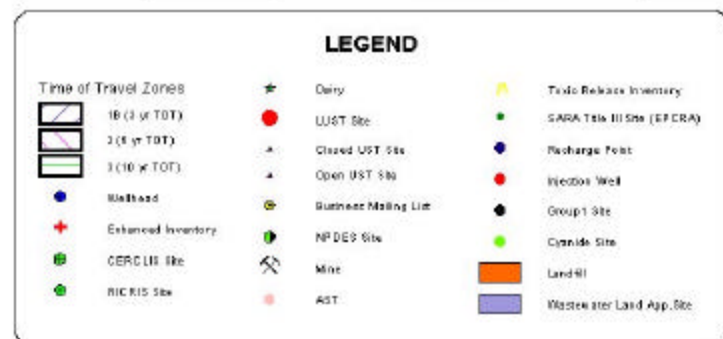 LEGEND
Time of Travel Zones
1B (3 yr TOT)
2 (6 yr TOT)
3 (10 yr TOT)
Wellhead
Enhanced Inventory
CERCLIS Site
RICRIS Site
Dairy
LUST Site
Closed UST Site
Open UST Site
Business Mailing List
NPDES Site
Mine
AST
Toxic Release Inventory
SARA Title III Site (EPCRA)
Recharge Point
Injection Well
Group1 Site
Cyanide Site
Landfill
Wastewater Land App.Site